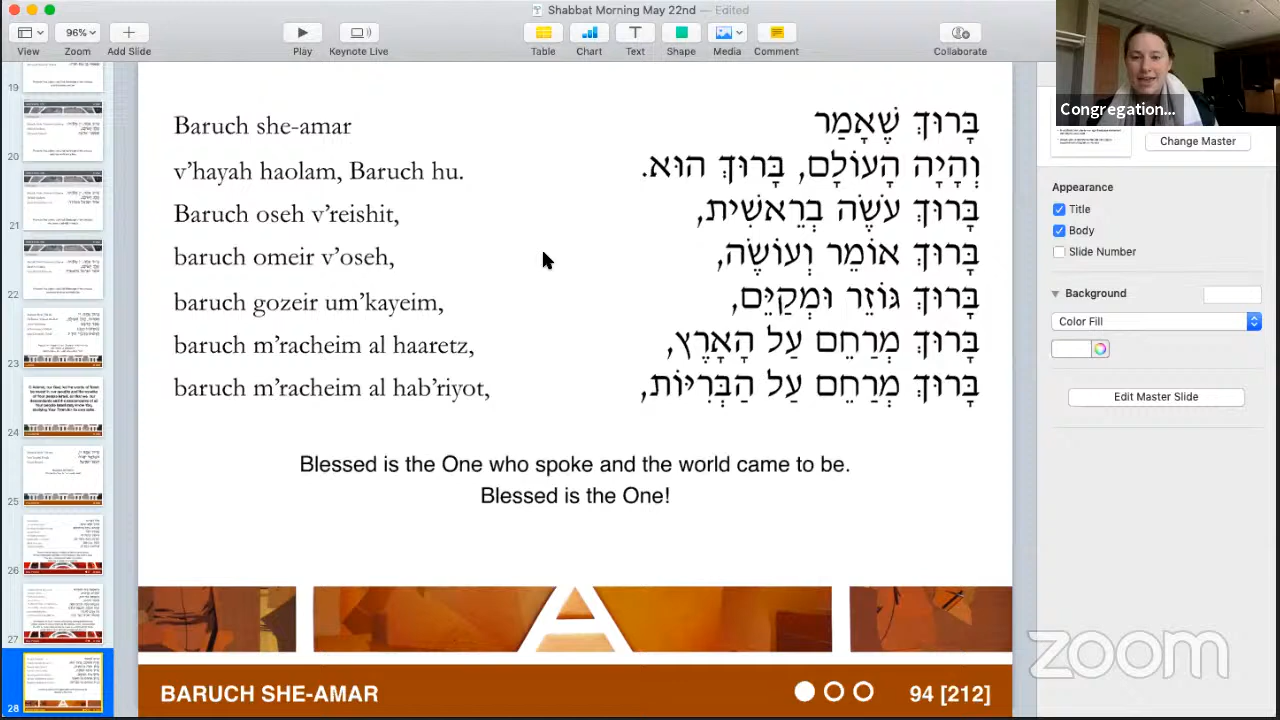 Shabbat Morning May 22nd — Edited
96%
View Zoom Add Slide Play Keynote Live Table Chart Text Shape Media Comment Collaborate
Congregation...
Change Master
Appearance
Title
Body
Slide Number
Background
Color Fill
Edit Master Slide
19
20
21
22
23
24
25
26
27
28
Baruch she-amar
v’hayah haolam, Baruch hu.
Baruch oseh v’reishit,
baruch omeir v’oseh,
baruch gozeir um’kayeim,
baruch m’racheim al haaretz,
baruch m’racheim al hab’riyot,
בָּרוּךְ שֶׁאָמַר
וְהָיָה הָעוֹלָם, בָּרוּךְ הוּא.
בָּרוּךְ עֹשֶׂה בְרֵאשִׁית,
בָּרוּךְ אוֹמֵר וְעוֹשֶׂה,
בָּרוּךְ גּוֹזֵר וּמְקַיֵּם,
בָּרוּךְ מְרַחֵם עַל הָאָרֶץ,
בָּרוּךְ מְרַחֵם עַל הַבְּרִיּוֹת,
Blessed is the One who spoke and the world came to be.
Blessed is the One!
BARUCH SHE-AMAR
94 [212]
zoom